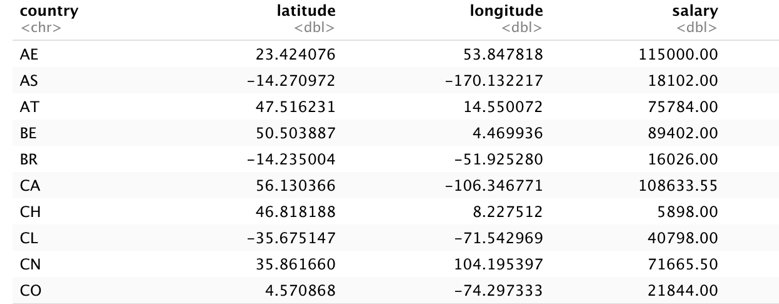 country latitude longitude salary
<chr> <dbl> <dbl> <dbl>
AE 23.424076 53.847818 115000.00
AS −14.270972 −170.132217 18102.00
AT 47.516231 14.550072 75784.00
BE 50.503887 4.469936 89402.00
BR −14.235004 −51.925280 16026.00
CA 56.130366 −106.346771 108633.55
CH 46.818188 8.227512 5898.00
CL −35.675147 −71.542969 40798.00
CN 35.861660 104.195397 71665.50
CO 4.570868 −74.297333 21844.00